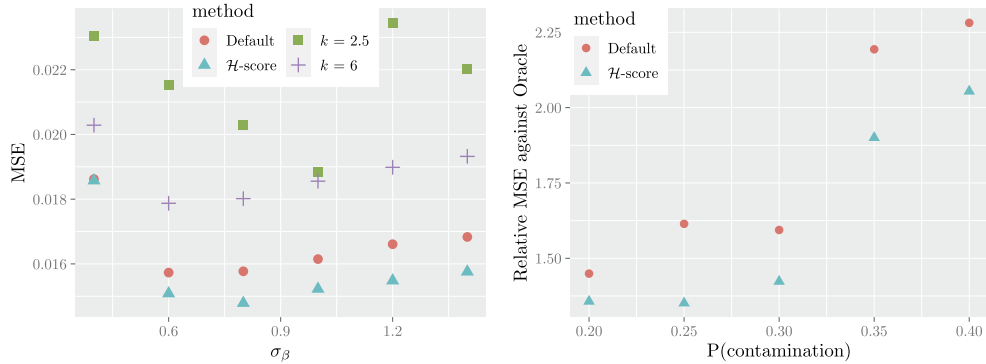 method
Default
k = 2.5
ℋ-score
k = 6
0.022
0.020
0.018
0.016
MSE
0.6
0.9
1.2
σβ
method
Default
ℋ-score
2.25
2.00
1.75
1.50
Relative MSE against Oracle
0.20
0.25
0.30
0.35
0.40
P(contamination)